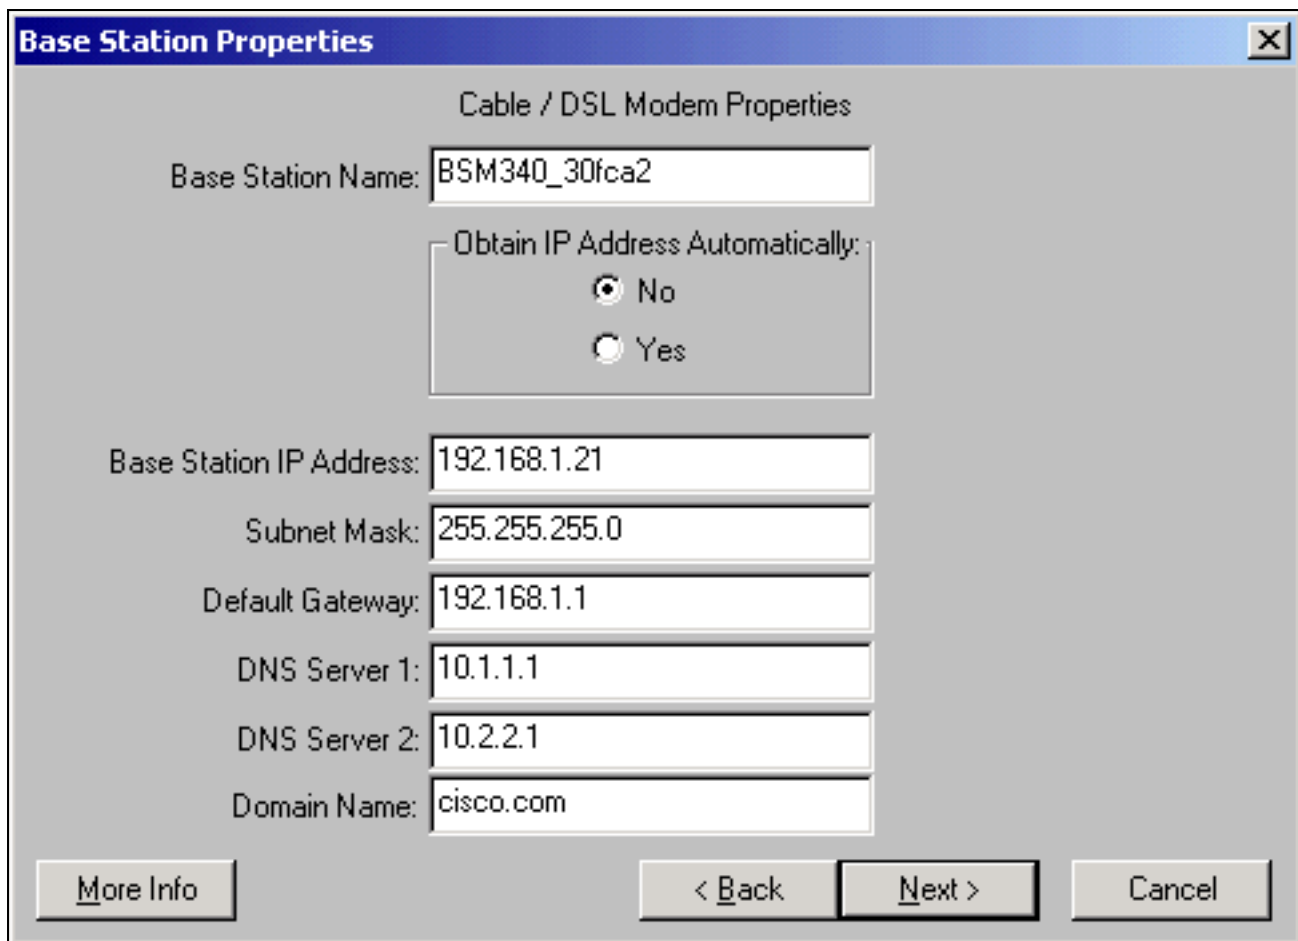 Base Station Properties
Cable / DSL Modem Properties
Base Station Name: BSM340_30fca2
Obtain IP Address Automatically:
No
Yes
Base Station IP Address: 192.168.1.21
Subnet Mask: 255.255.255.0
Default Gateway: 192.168.1.1
DNS Server 1: 10.1.1.1
DNS Server 2: 10.2.2.1
Domain Name: cisco.com
More Info < Back Next > Cancel